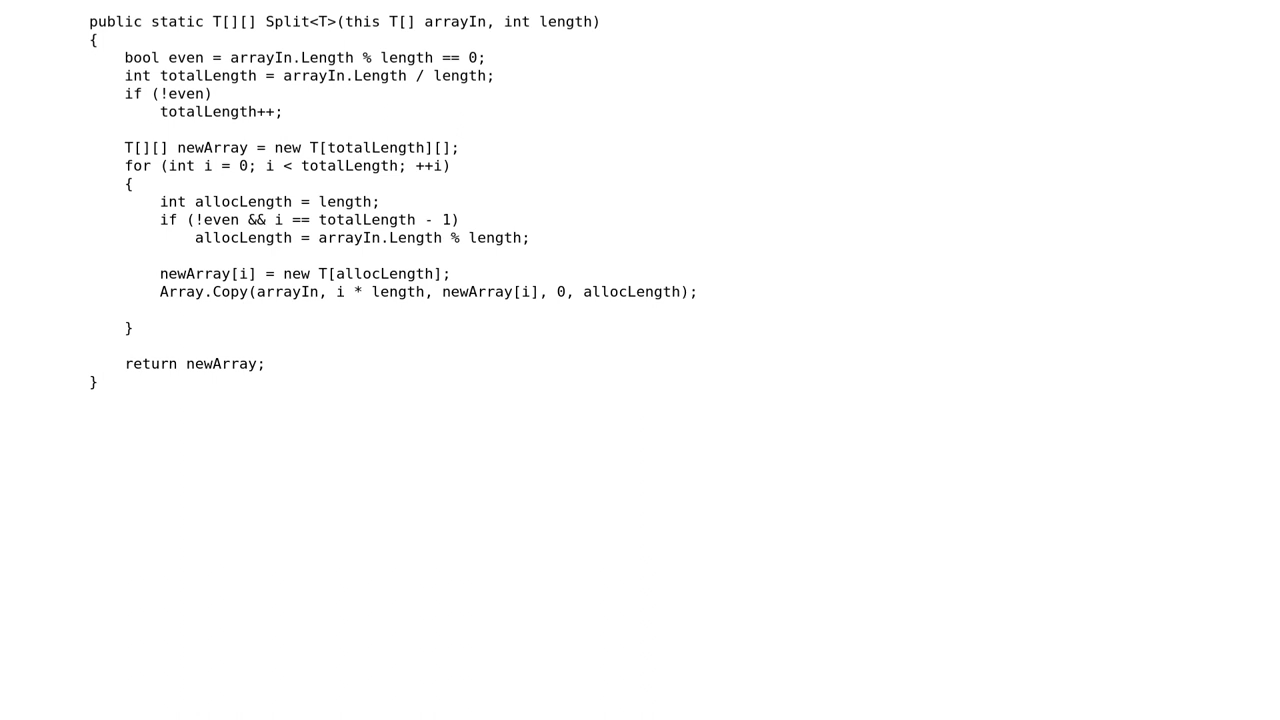 public static T[][] Split<T>(this T[] arrayIn, int length)
{
    bool even = arrayIn.Length % length == 0;
    int totalLength = arrayIn.Length / length;
    if (!even)
        totalLength++;

    T[][] newArray = new T[totalLength][];
    for (int i = 0; i < totalLength; ++i)
    {
        int allocLength = length;
        if (!even && i == totalLength - 1)
            allocLength = arrayIn.Length % length;

        newArray[i] = new T[allocLength];
        Array.Copy(arrayIn, i * length, newArray[i], 0, allocLength);

    }

    return newArray;
}